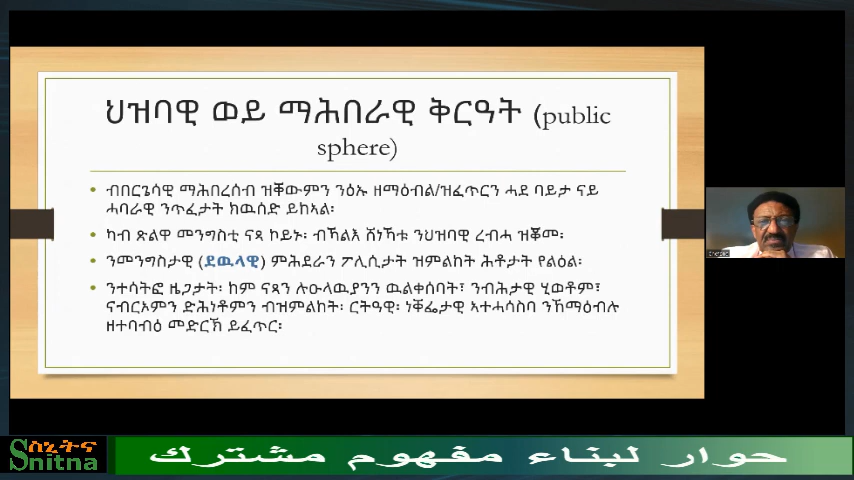 ህዝባዊ ወይ ማሕበራዊ ቅርዓት (public
sphere)
• ብበርጌሳዊ ማሕበረሰብ ዝቖውምን ንዕኡ ዘማዕብል/ዝፈጥርን ሓደ ባይታ ናይ
ሓባራዊ ንጥፈታት ክዉሰድ ይከኣል፡
• ካብ ጽልዋ መንግስቲ ናጻ ኮይኑ፡ ብኻልእ ሸነኻቱ ንህዝባዊ ረብሓ ዝቖመ፡
• ንመንግስታዊ (ደዉላዊ) ምሕደራን ፖሊሲታት ዝምልከት ሕቶታት የልዕል፡
• ንተሳትፎ ዜጋታት፡ ከም ናጻን ሉዑላዉያንን ዉልቀሰባት፣ ንብሕታዊ ሂወቶም፣
ናብርኦምን ድሕነቶምን ብዝምልከት፡ ርትዓዊ፡ ነቐፌታዊ ኣተሓሳስባ ንኸማዕብሉ
ዘተባብዕ መድርኽ ይፈጥር፡
ስኒትና
Snitna
حوار لبناء مفهوم مشترك